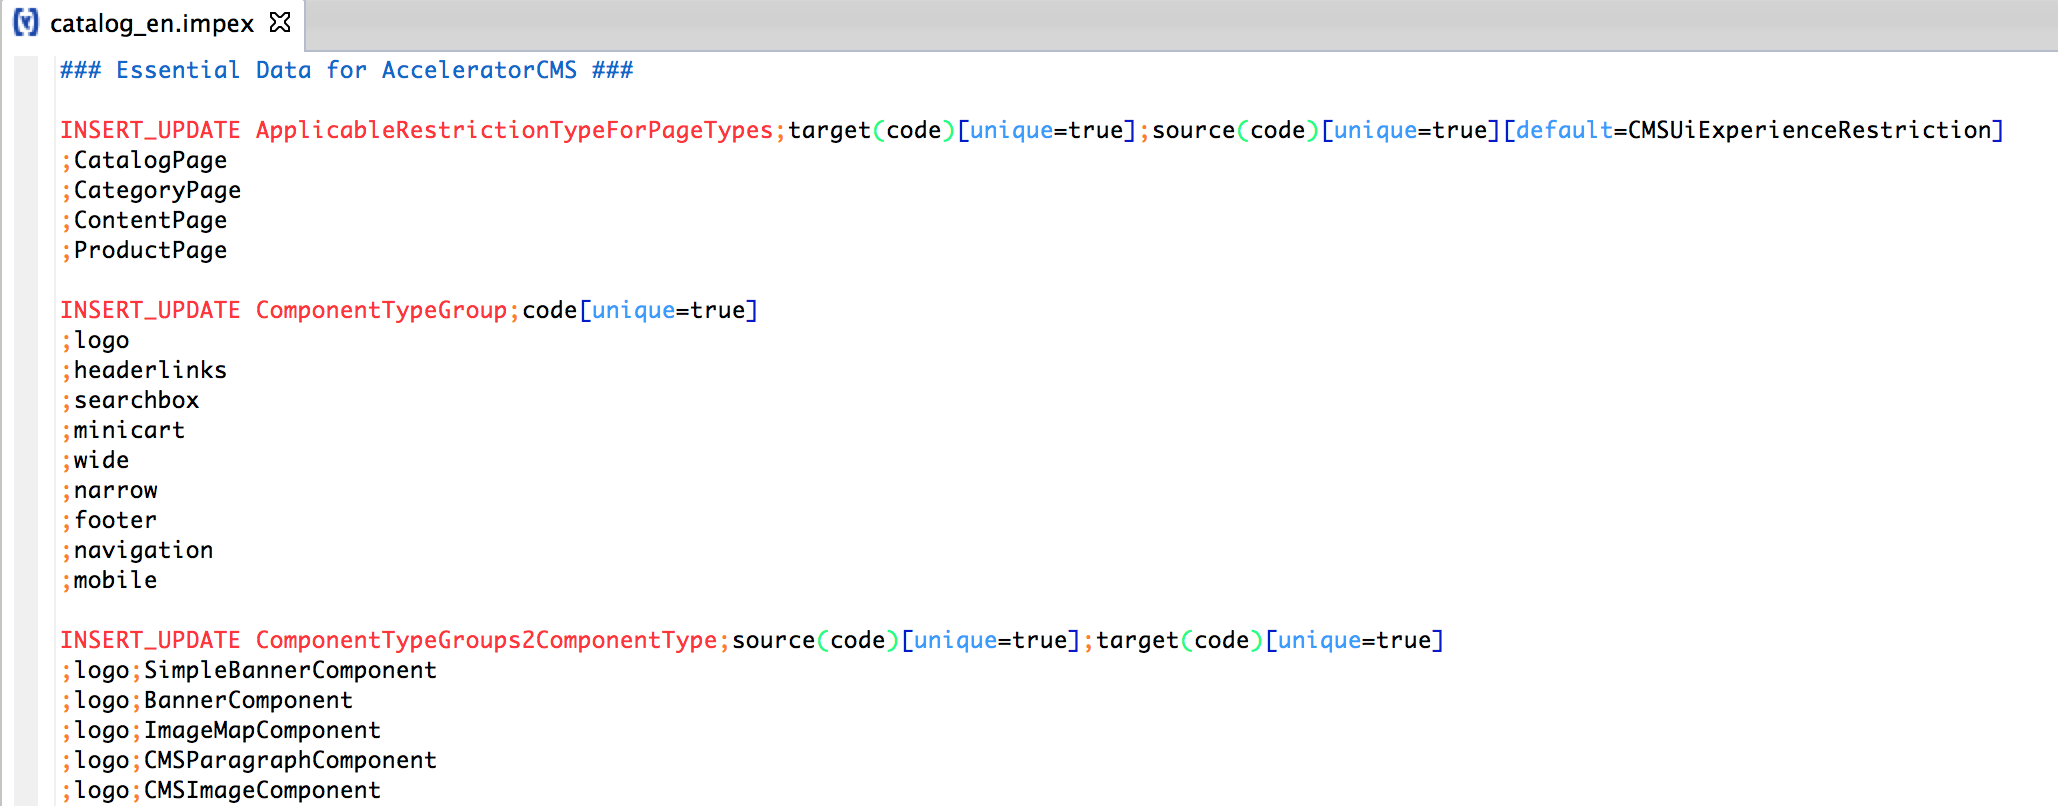 catalog_en.impex
### Essential Data for AcceleratorCMS ###
INSERT_UPDATE ApplicableRestrictionTypeForPageTypes;target(code)[unique=true];source(code)[unique=true][default=CMSUiExperienceRestriction]
;CatalogPage
;CategoryPage
;ContentPage
;ProductPage
INSERT_UPDATE ComponentTypeGroup;code[unique=true]
;logo
;headerlinks
;searchbox
;minicart
;wide
;narrow
;footer
;navigation
;mobile
INSERT_UPDATE ComponentTypeGroups2ComponentType;source(code)[unique=true];target(code)[unique=true]
;logo;SimpleBannerComponent
;logo;BannerComponent
;logo;ImageMapComponent
;logo;CMSParagraphComponent
;logo;CMSImageComponent